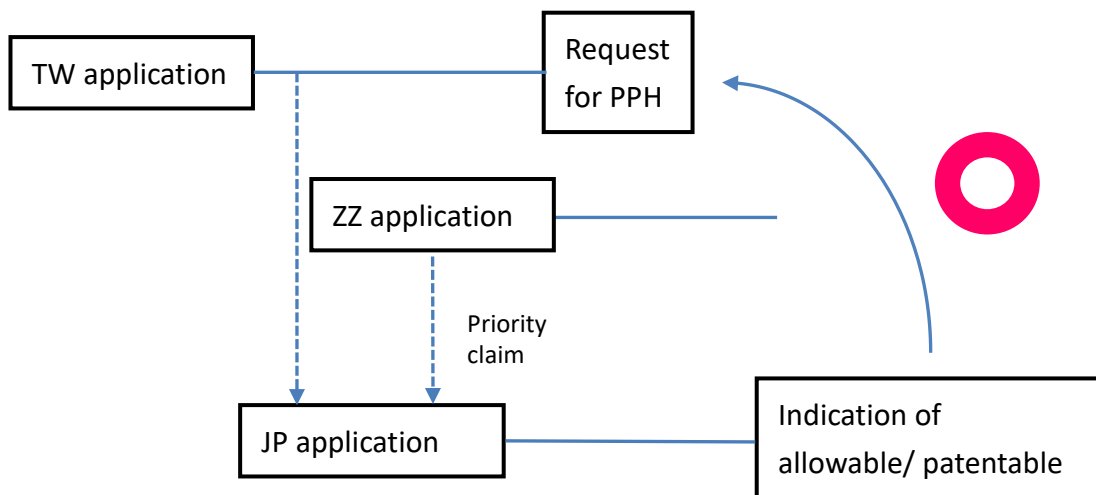 TW application
Request
for PPH
ZZ application
Priority
claim
JP application
Indication of
allowable/ patentable